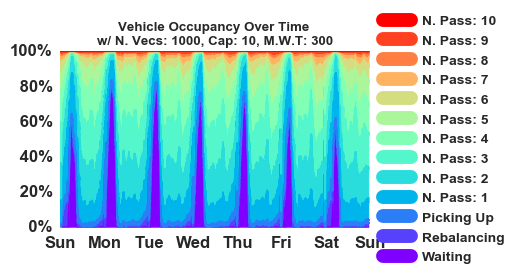 Vehicle Occupancy Over Time
w/ N. Vecs: 1000, Cap: 10, M.W.T: 300
100%
80%
60%
40%
20%
0%
Sun Mon Tue Wed Thu Fri Sat Sun
N. Pass: 10
N. Pass: 9
N. Pass: 8
N. Pass: 7
N. Pass: 6
N. Pass: 5
N. Pass: 4
N. Pass: 3
N. Pass: 2
N. Pass: 1
Picking Up
Rebalancing
Waiting